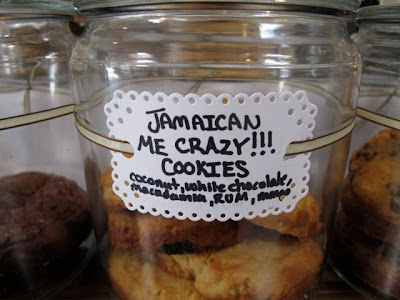 JAMAICAN
ME CRAZY!!!
COOKIES
coconut, white chocolate,
macadamia, RUM, mango